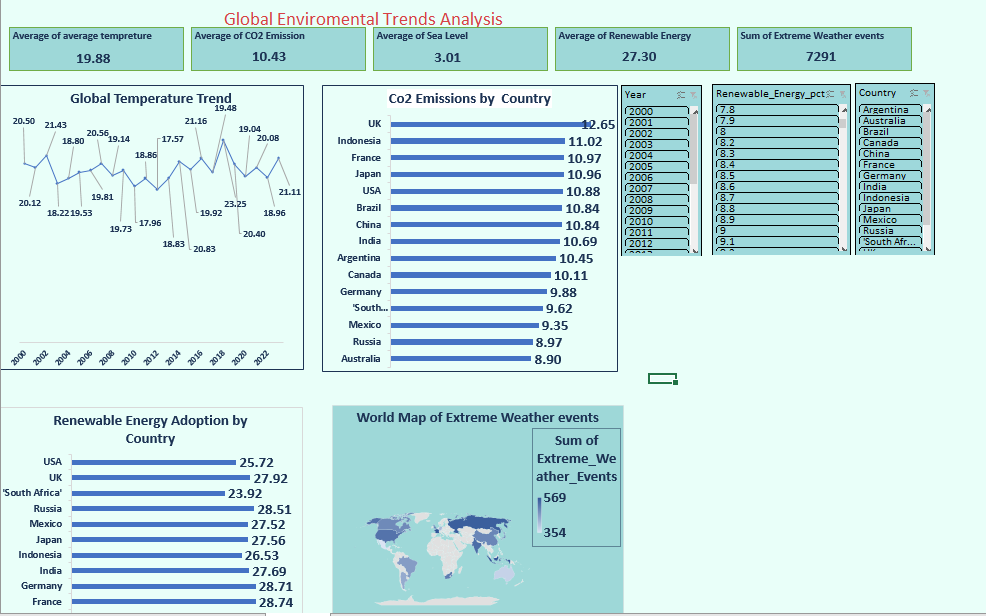 Global Enviromental Trends Analysis
Average of average tempreture
19.88
Average of CO2 Emission
10.43
Average of Sea Level
3.01
Average of Renewable Energy
27.30
Sum of Extreme Weather events
7291
Global Temperature Trend
20.50
20.12
21.43
18.22
18.80
19.53
20.56
19.81
19.14
19.73
18.86
17.96
17.57
18.83
21.16
20.83
19.92
19.48
23.25
19.04
20.40
20.08
18.96
21.11
2000
2002
2004
2006
2008
2010
2012
2014
2016
2018
2020
2022
Co2 Emissions by Country
UK 12.65
Indonesia 11.02
France 10.97
Japan 10.96
USA 10.88
Brazil 10.84
China 10.84
India 10.69
Argentina 10.45
Canada 10.11
Germany 9.88
'South... 9.62
Mexico 9.35
Russia 8.97
Australia 8.90
Year
2000
2001
2002
2003
2004
2005
2006
2007
2008
2009
2010
2011
2012
Renewable_Energy_pct
7.8
7.9
8
8.2
8.3
8.4
8.5
8.6
8.7
8.8
8.9
9
9.1
Country
Argentina
Australia
Brazil
Canada
China
France
Germany
India
Indonesia
Japan
Mexico
Russia
'South Afr...
Renewable Energy Adoption by
Country
USA 25.72
UK 27.92
'South Africa' 23.92
Russia 28.51
Mexico 27.52
Japan 27.56
Indonesia 26.53
India 27.69
Germany 28.71
France 28.74
World Map of Extreme Weather events
Sum of
Extreme_We
ather_Events
569
354